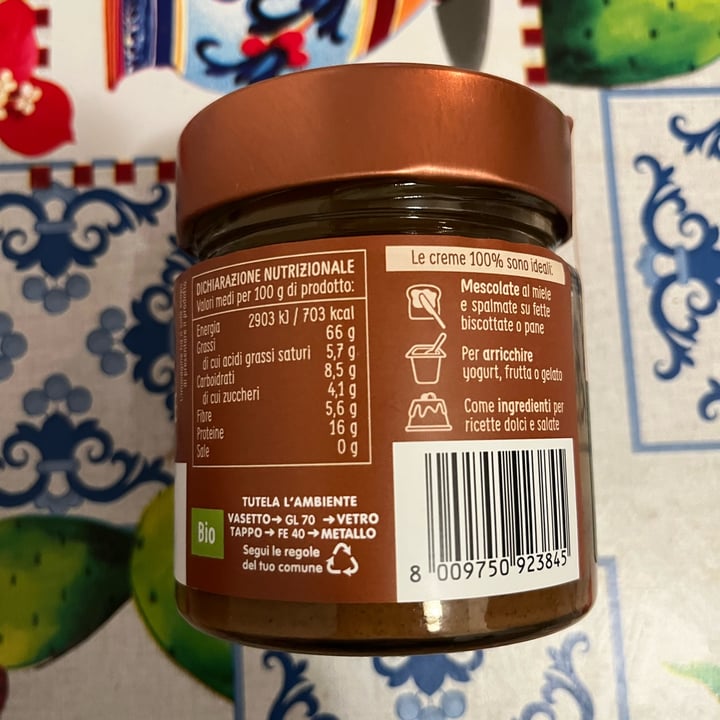 DICHIARAZIONE NUTRIZIONALE
Valori medi per 100 g di prodotto:
Energia 2903 kJ / 703 kcal
Grassi 66 g
di cui acidi grassi saturi 5,7 g
Carboidrati 8,5 g
di cui zuccheri 4,1 g
Fibre 5,6 g
Proteine 16 g
Sale 0 g
Bio
TUTELA L'AMBIENTE
VASETTO→ GL 70 →VETRO
TAPPO→ FE 40 →METALLO
Segui le regole
del tuo comune
Le creme 100% sono ideali:
Mescolate al miele
e spalmate su fette
biscottate o pane
Per arricchire
yogurt, frutta o gelato
Come ingredienti per
ricette dolci e salate
8 009750 923845